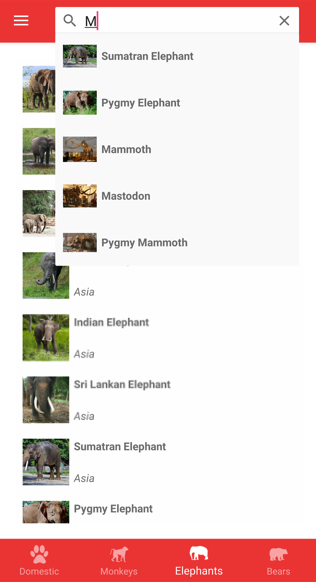 M
Sumatran Elephant
Pygmy Elephant
Mammoth
Mastodon
Pygmy Mammoth
Asia
Indian Elephant
Asia
Sri Lankan Elephant
Asia
Sumatran Elephant
Asia
Pygmy Elephant
Domestic
Monkeys
Elephants
Bears